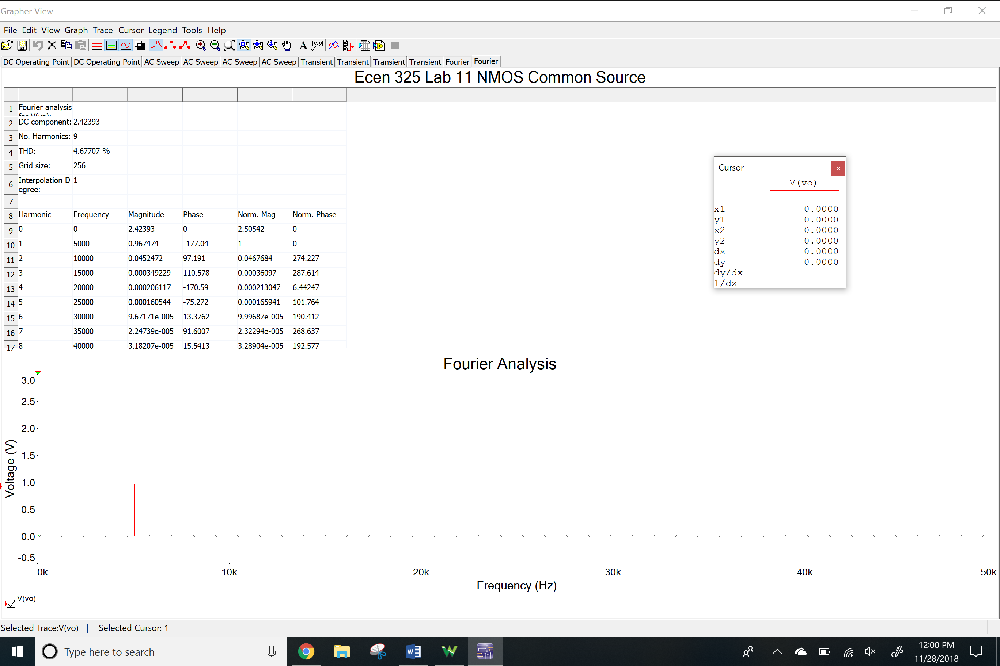 Grapher View
File Edit View Graph Trace Cursor Legend Tools Help
DC Operating Point DC Operating Point AC Sweep AC Sweep AC Sweep AC Sweep Transient Transient Transient Transient Fourier Fourier
Ecen 325 Lab 11 NMOS Common Source
1 Fourier analysis
for V(vo):
2 DC component: 2.42393
3 No. Harmonics: 9
4 THD: 4.67707 %
5 Grid size: 256
6 Interpolation D 1
egree:
7
8 Harmonic Frequency Magnitude Phase Norm. Mag Norm. Phase
9 0 0 2.42393 0 2.50542 0
10 1 5000 0.967474 -177.04 1 0
11 2 10000 0.0452472 97.191 0.0467684 274.227
12 3 15000 0.000349229 110.578 0.00036097 287.614
13 4 20000 0.000206117 -170.59 0.000213047 6.44247
14 5 25000 0.000160544 -75.272 0.000165941 101.764
15 6 30000 9.67171e-005 13.3762 9.99687e-005 190.412
16 7 35000 2.24739e-005 91.6007 2.32294e-005 268.637
17 8 40000 3.18207e-005 15.5413 3.28904e-005 192.577
Cursor
V(vo)
x1 0.0000
y1 0.0000
x2 0.0000
y2 0.0000
dx 0.0000
dy 0.0000
dy/dx
1/dx
Fourier Analysis
3.0
2.5
2.0
1.5
1.0
0.5
0.0
-0.5
Voltage (V)
0k 10k 20k 30k 40k 50k
Frequency (Hz)
V(vo)
Selected Trace:V(vo) | Selected Cursor: 1
Type here to search
12:00 PM
11/28/2018